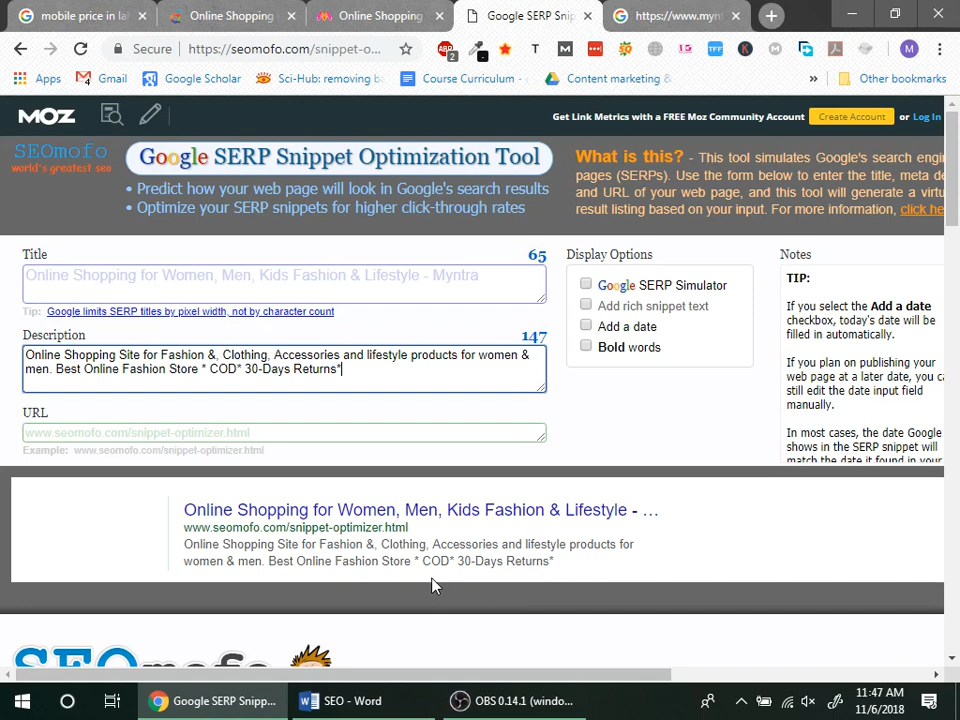 mobile price in lal
Online Shopping
Online Shopping
Google SERP Snip
https://www.mynt
Secure
https://seomofo.com/snippet-o...
ABP
2
T
M
TFF
K
M
M
Apps
Gmail
Google Scholar
Sci-Hub: removing ba
Course Curriculum -
Content marketing &
»
Other bookmarks
MOZ
Get Link Metrics with a FREE Moz Community Account
Create Account
or Log In
SEOmofo
world's greatest seo
Google SERP Snippet Optimization Tool
• Predict how your web page will look in Google's search results
• Optimize your SERP snippets for higher click-through rates
What is this? - This tool simulates Google's search engin
pages (SERPs). Use the form below to enter the title, meta de
and URL of your web page, and this tool will generate a virtu
result listing based on your input. For more information, click he
Title
65
Online Shopping for Women, Men, Kids Fashion & Lifestyle - Myntra
Tip: Google limits SERP titles by pixel width, not by character count
Description
147
Online Shopping Site for Fashion &, Clothing, Accessories and lifestyle products for women &
men. Best Online Fashion Store * COD* 30-Days Returns*
URL
www.seomofo.com/snippet-optimizer.html
Example: www.seomofo.com/snippet-optimizer.html
Display Options
Google SERP Simulator
Add rich snippet text
Add a date
Bold words
Notes
TIP:
If you select the Add a date
checkbox, today's date will be
filled in automatically.
If you plan on publishing your
web page at a later date, you ca
still edit the date input field
manually.
In most cases, the date Google
shows in the SERP snippet will
match the date it found in your
Online Shopping for Women, Men, Kids Fashion & Lifestyle - ...
www.seomofo.com/snippet-optimizer.html
Online Shopping Site for Fashion &, Clothing, Accessories and lifestyle products for
women & men. Best Online Fashion Store * COD* 30-Days Returns*
SEOmofo
Google SERP Snipp...
SEO - Word
OBS 0.14.1 (windo...
11:47 AM
11/6/2018